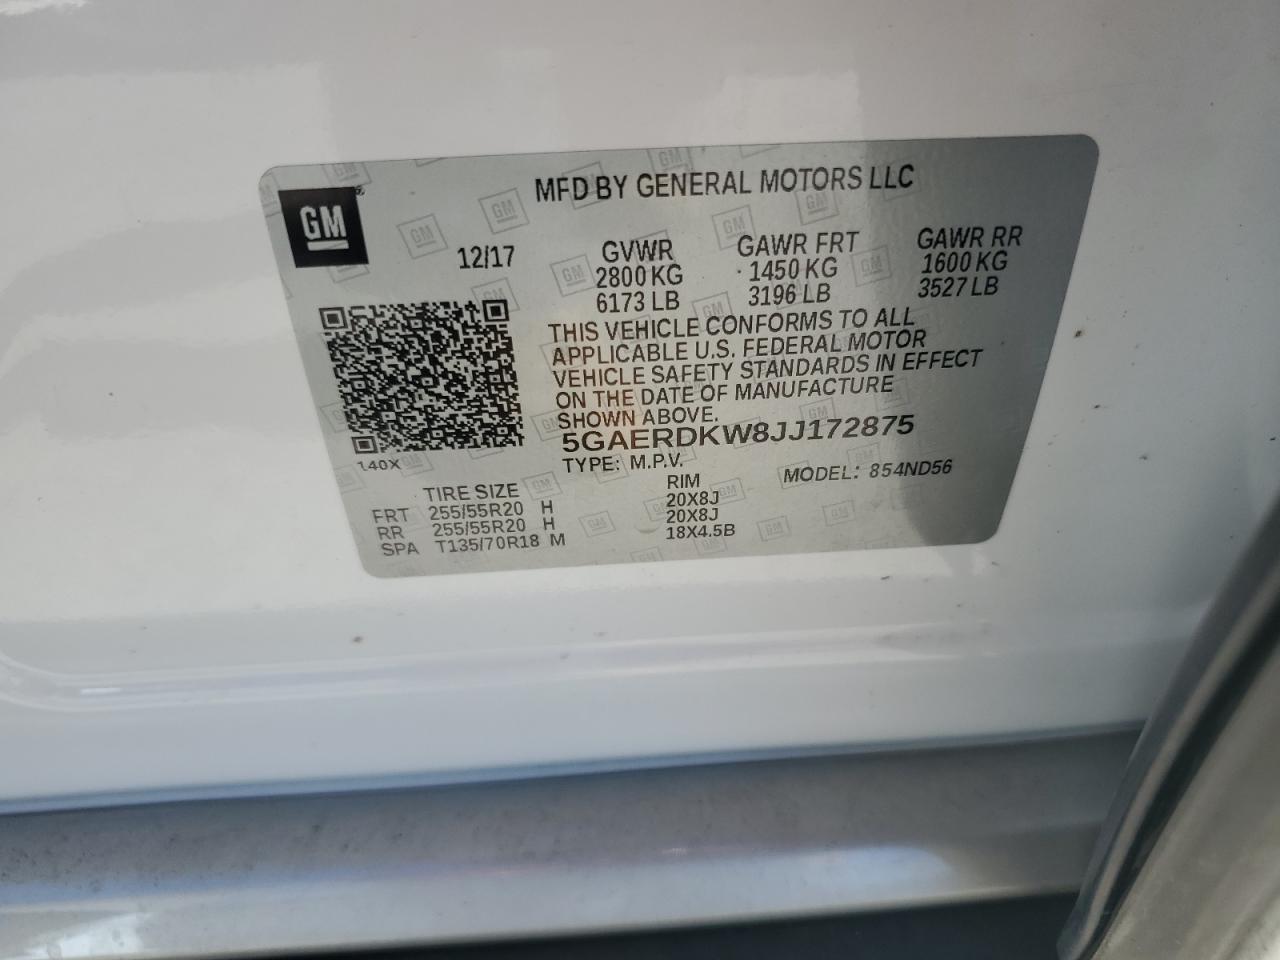 GM
MFD BY GENERAL MOTORS LLC
12/17
GVWR GAWR FRT GAWR RR
2800 KG 1450 KG 1600 KG
6173 LB 3196 LB 3527 LB
THIS VEHICLE CONFORMS TO ALL
APPLICABLE U.S. FEDERAL MOTOR
VEHICLE SAFETY STANDARDS IN EFFECT
ON THE DATE OF MANUFACTURE
SHOWN ABOVE.
5GAERDKW8JJ172875
140X
TYPE: M.P.V. MODEL: 854ND56
TIRE SIZE RIM
FRT 255/55R20 H 20X8J
RR 255/55R20 H 20X8J
SPA T135/70R18 M 18X4.5B